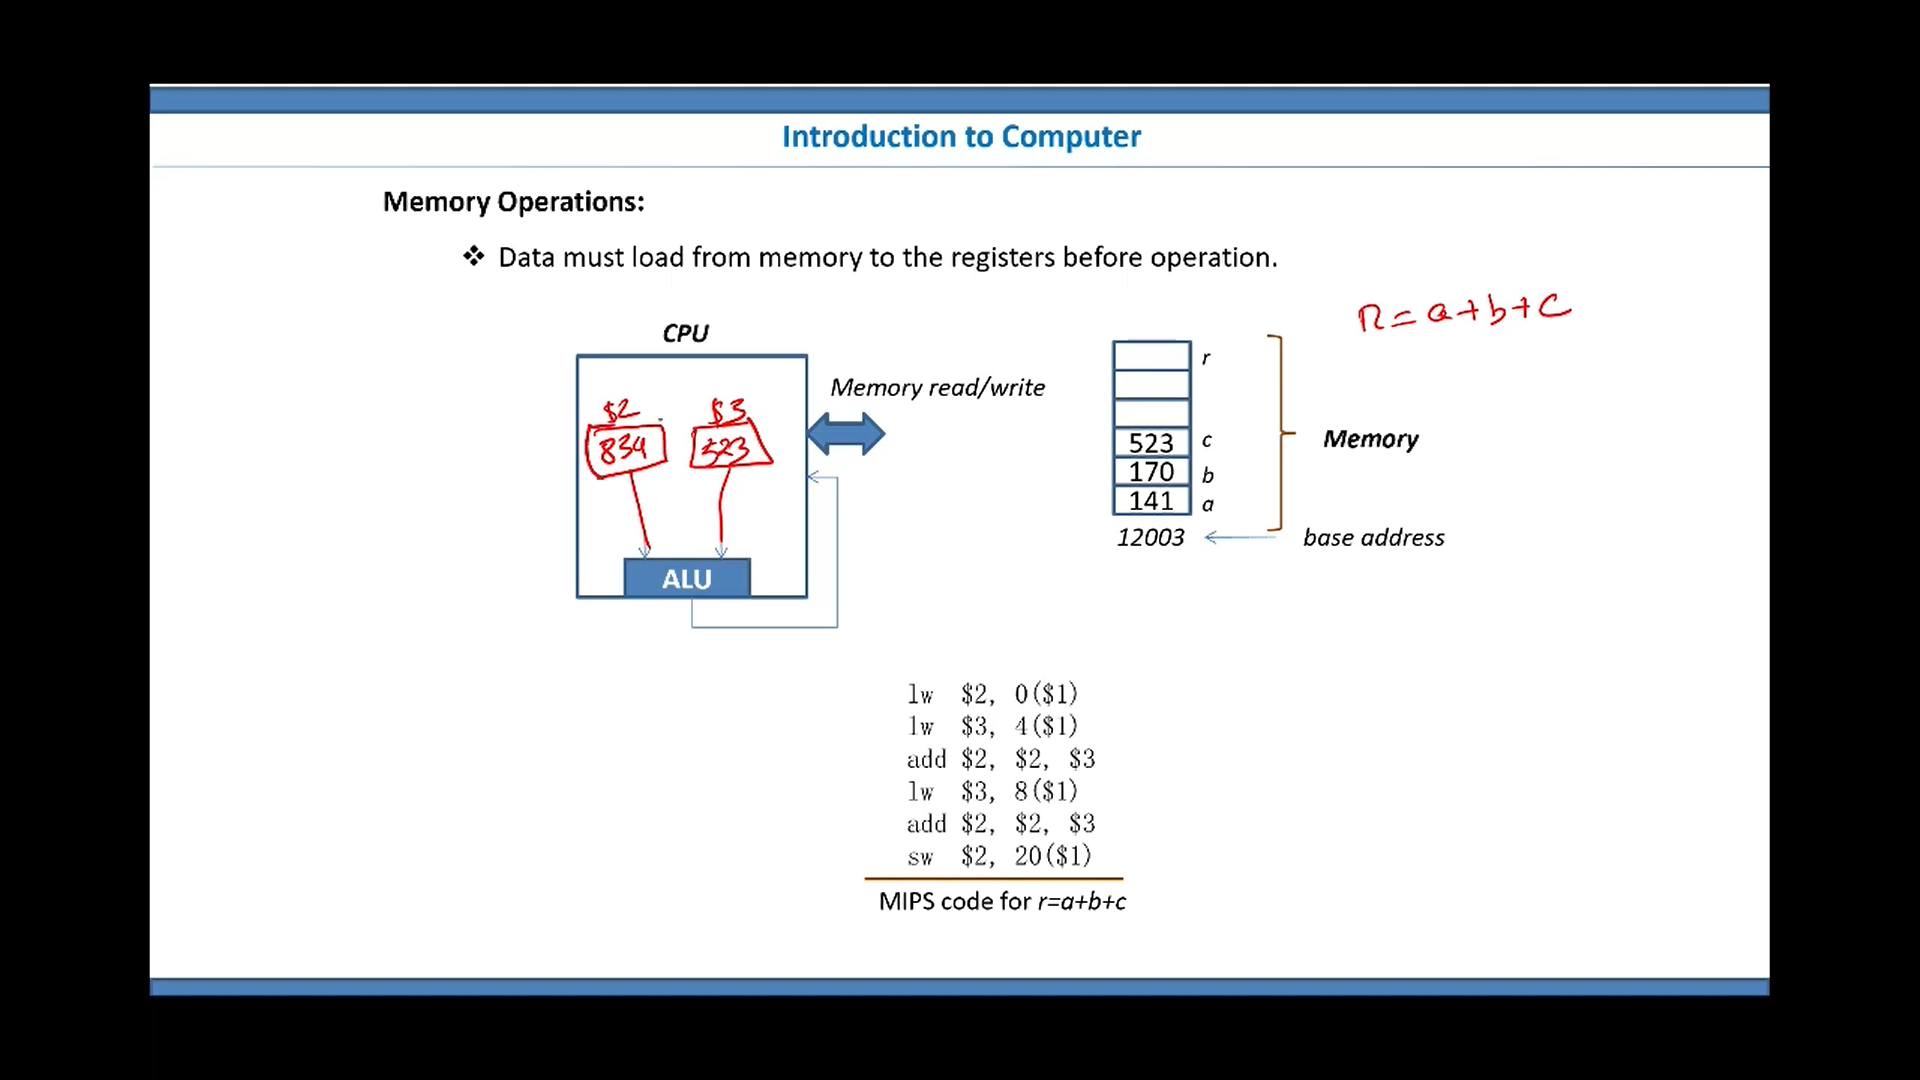 Introduction to Computer
Memory Operations:
❖ Data must load from memory to the registers before operation.
R = a+b+c
CPU
r
Memory read/write
$2 $3
834 523
523 c
Memory
170 b
141 a
12003
base address
ALU
lw $2, 0($1)
lw $3, 4($1)
add $2, $2, $3
lw $3, 8($1)
add $2, $2, $3
sw $2, 20($1)
MIPS code for r=a+b+c